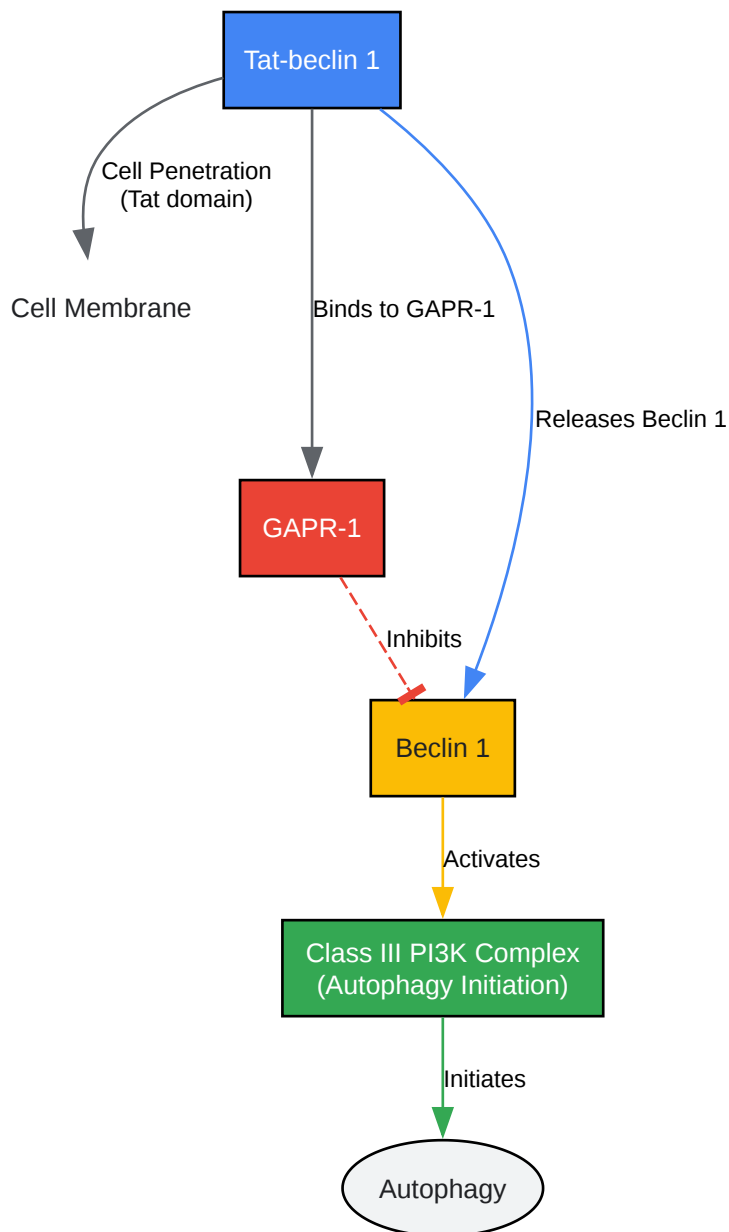 Tat-beclin 1
Cell Penetration
(Tat domain)
Cell Membrane
Binds to GAPR-1
Releases Beclin 1
GAPR-1
Inhibits
Beclin 1
Activates
Class III PI3K Complex
(Autophagy Initiation)
Initiates
Autophagy